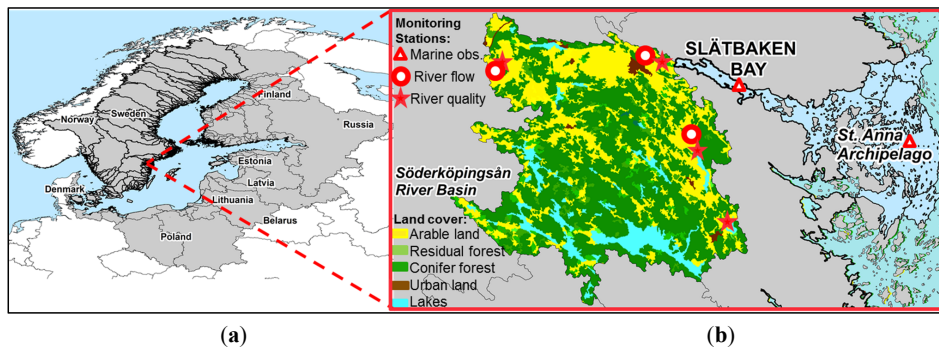 Norway
Sweden
Finland
Russia
Estonia
Latvia
Denmark
Lithuania
Belarus
Poland
(a)
Monitoring
Stations:
Marine obs.
River flow
River quality
SLÄTBAKEN
BAY
St. Anna
Archipelago
Söderköpingsån
River Basin
Land cover:
Arable land
Residual forest
Conifer forest
Urban land
Lakes
(b)